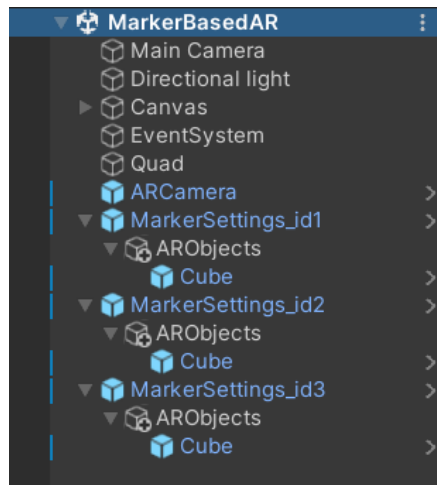 MarkerBasedAR
Main Camera
Directional light
Canvas
EventSystem
Quad
ARCamera
MarkerSettings_id1
ARObjects
Cube
MarkerSettings_id2
ARObjects
Cube
MarkerSettings_id3
ARObjects
Cube